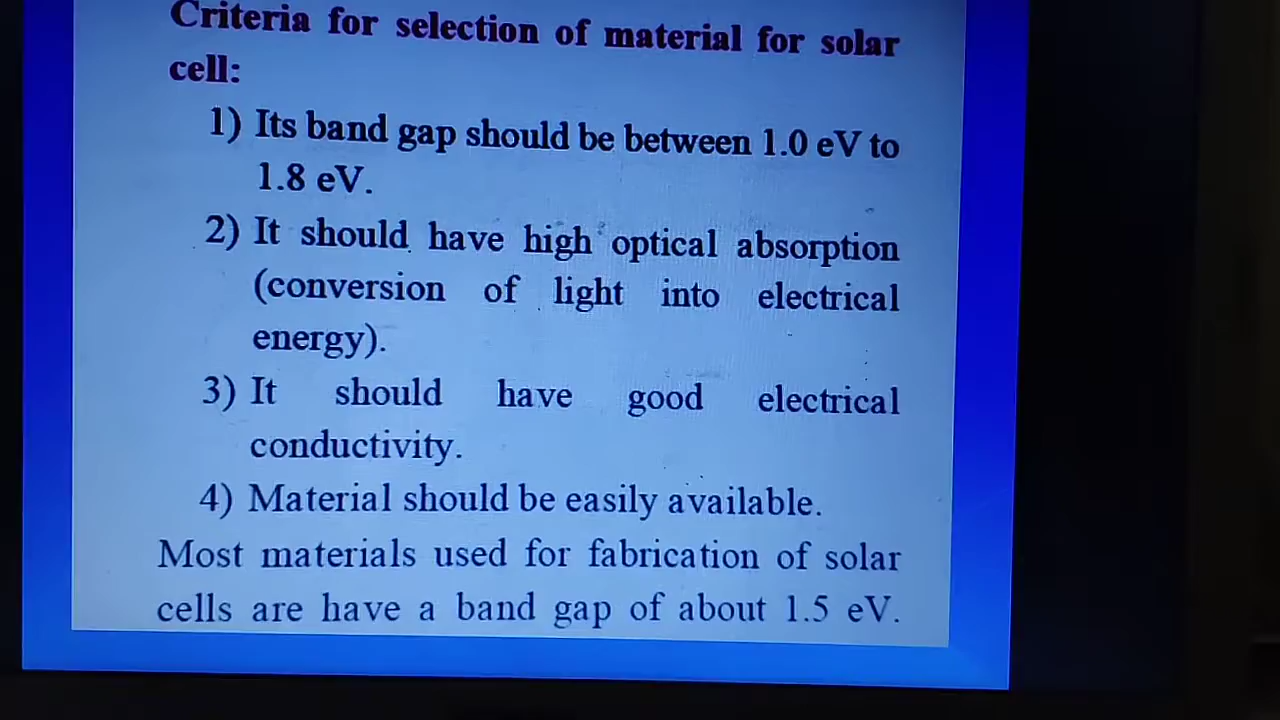 Criteria for selection of material for solar
cell:
1) Its band gap should be between 1.0 eV to
1.8 eV.
2) It should have high optical absorption
(conversion of light into electrical
energy).
3) It should have good electrical
conductivity.
4) Material should be easily available.
Most materials used for fabrication of solar
cells are have a band gap of about 1.5 eV.